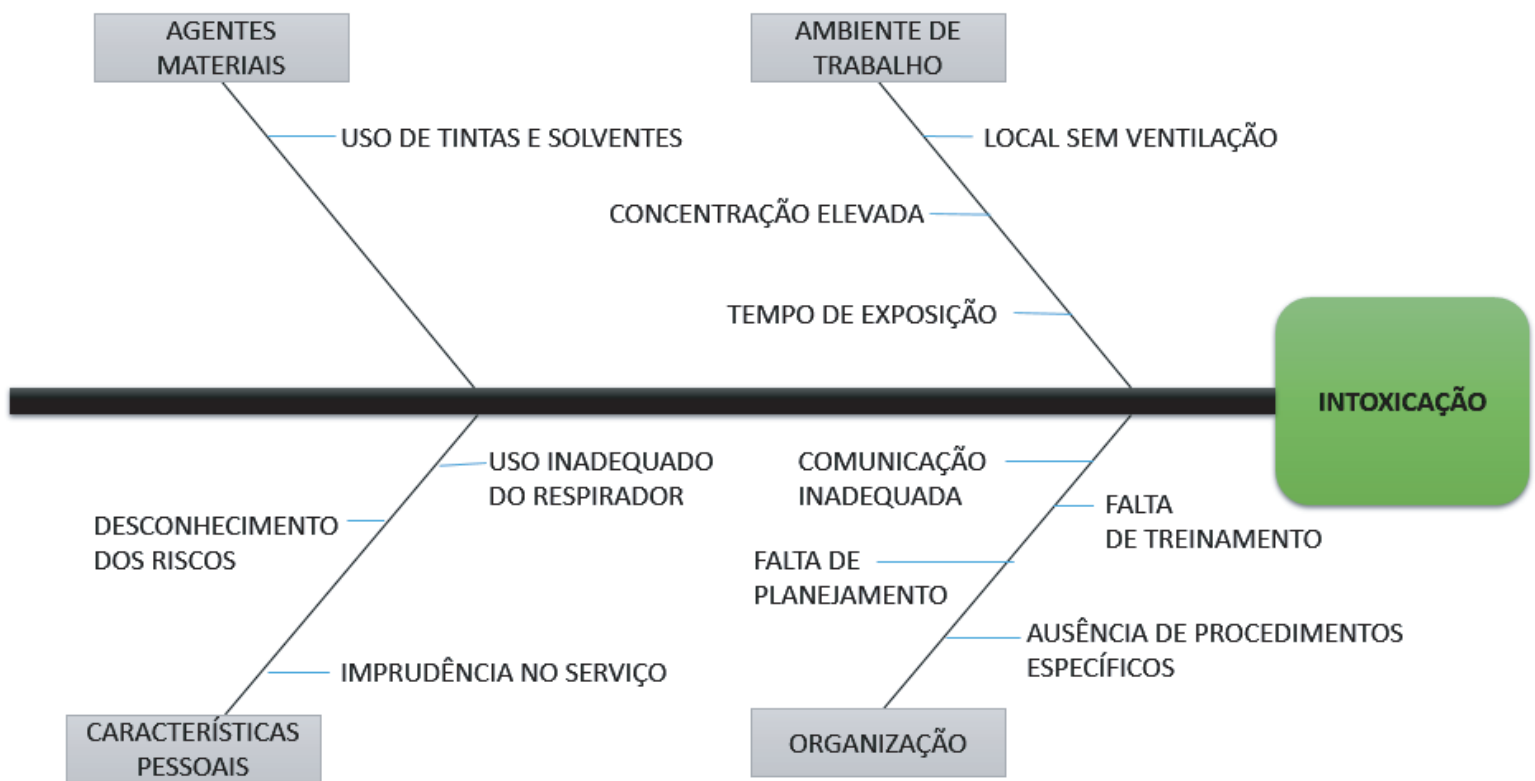 AGENTES
MATERIAIS
AMBIENTE DE
TRABALHO
USO DE TINTAS E SOLVENTES
LOCAL SEM VENTILAÇÃO
CONCENTRAÇÃO ELEVADA
TEMPO DE EXPOSIÇÃO
INTOXICAÇÃO
USO INADEQUADO
DO RESPIRADOR
COMUNICAÇÃO
INADEQUADA
DESCONHECIMENTO
DOS RISCOS
FALTA
DE TREINAMENTO
FALTA DE
PLANEJAMENTO
AUSÊNCIA DE PROCEDIMENTOS
ESPECÍFICOS
IMPRUDÊNCIA NO SERVIÇO
CARACTERÍSTICAS
PESSOAIS
ORGANIZAÇÃO